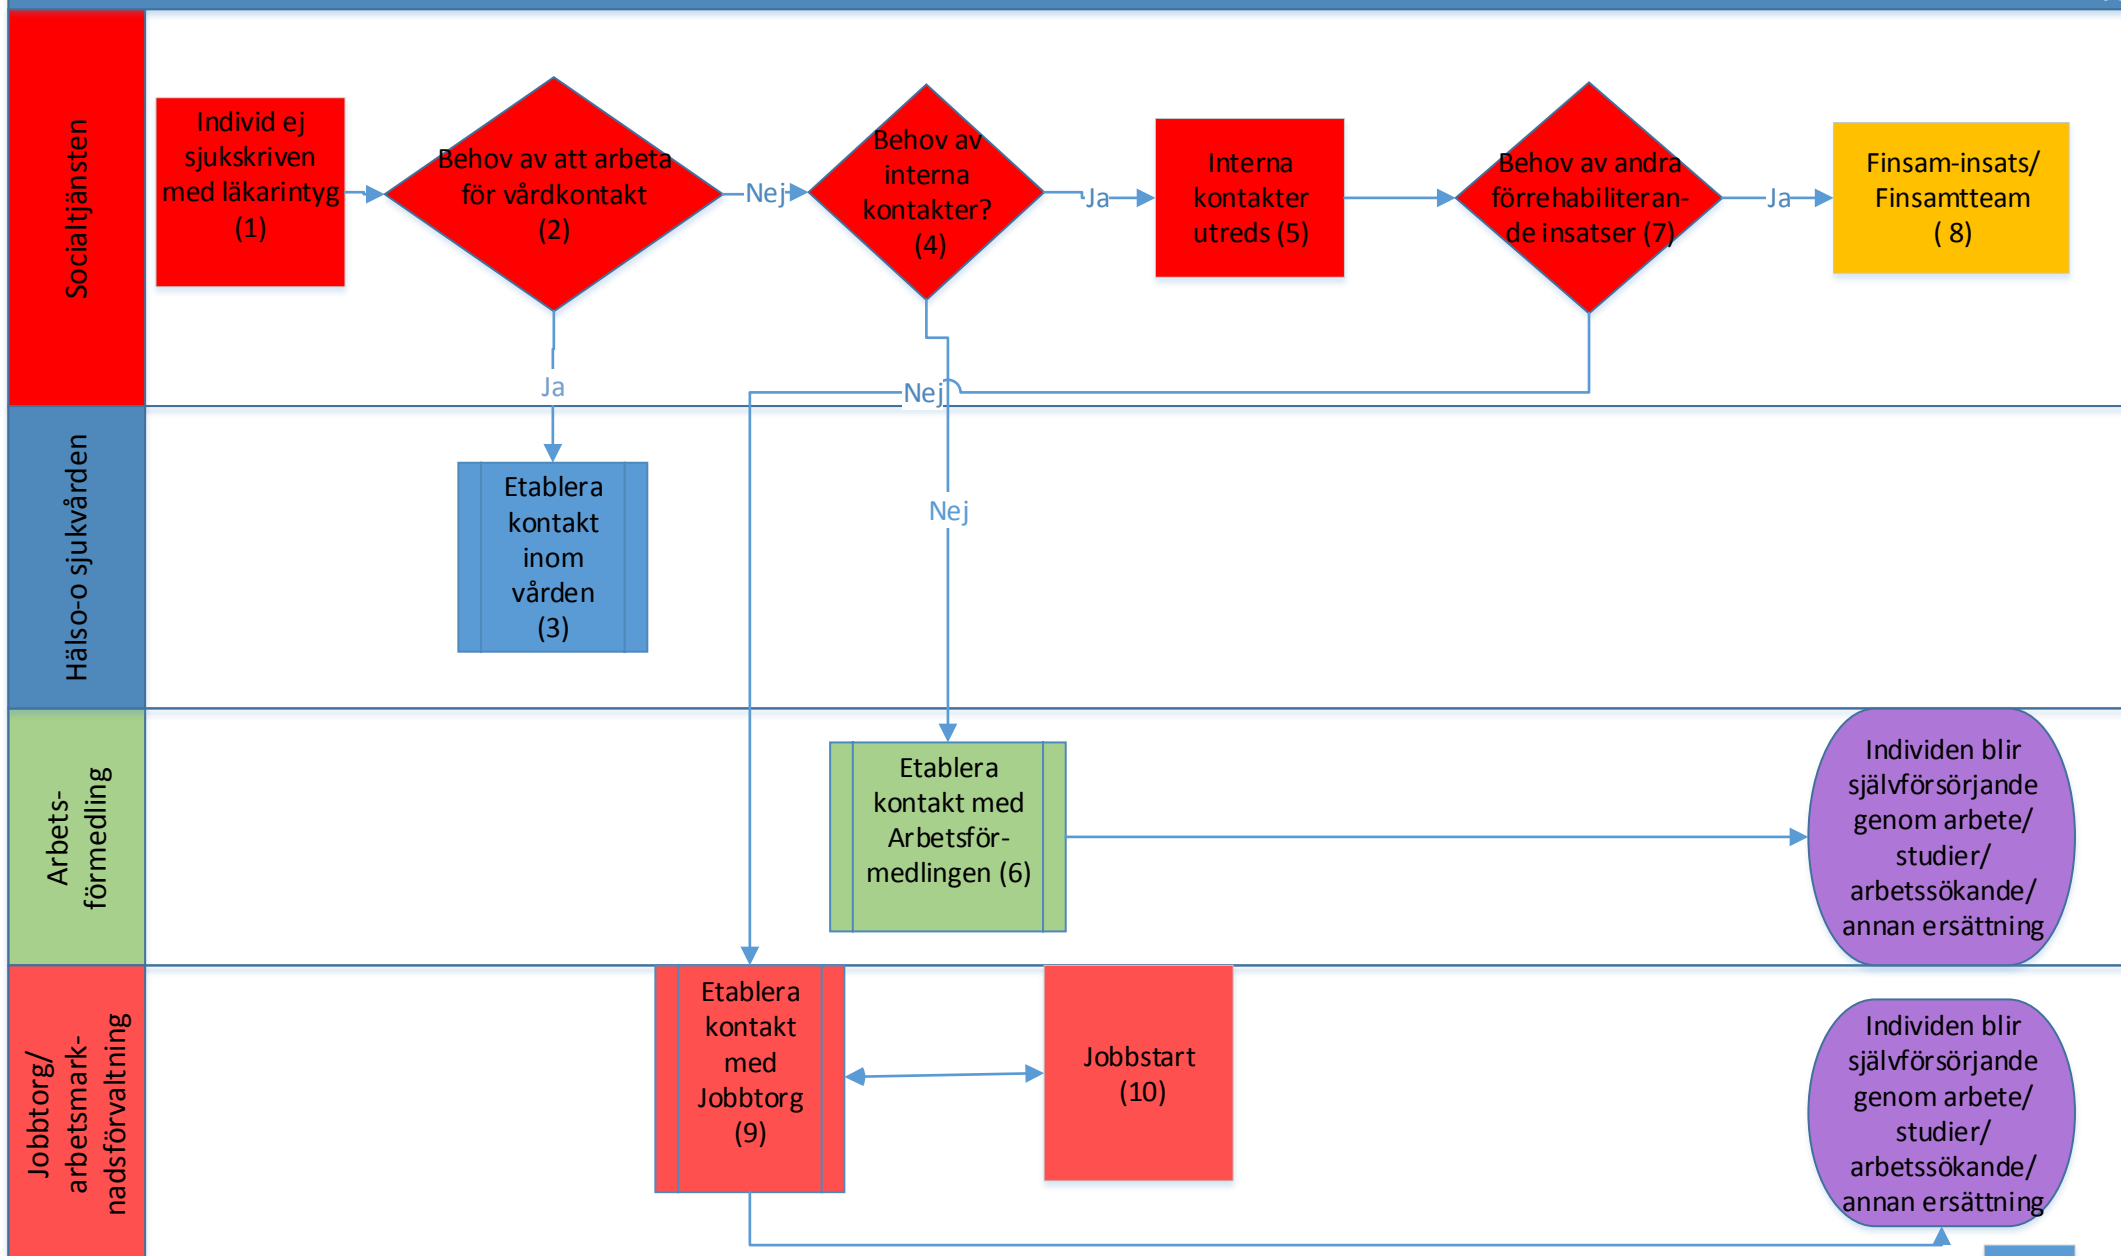 Socialtjänsten
Individ ej
sjukskriven
med läkarintyg
(1)
Behov av att arbeta
för vårdkontakt
(2)
Nej
Behov av
interna
kontakter?
(4)
Ja
Interna
kontakter
utreds (5)
Behov av andra
förrehabiliteran-
de insatser (7)
Ja
Finsam-insats/
Finsamtteam
( 8)
Ja
Nej
Hälso-o sjukvården
Etablera
kontakt
inom
vården
(3)
Nej
Arbets-
förmedling
Etablera
kontakt med
Arbetsför-
medlingen (6)
Individen blir
självförsörjande
genom arbete/
studier/
arbetssökande/
annan ersättning
Jobbtorg/
arbetsmark-
nadsförvaltning
Etablera
kontakt
med
Jobbtorg
(9)
Jobbstart
(10)
Individen blir
självförsörjande
genom arbete/
studier/
arbetssökande/
annan ersättning